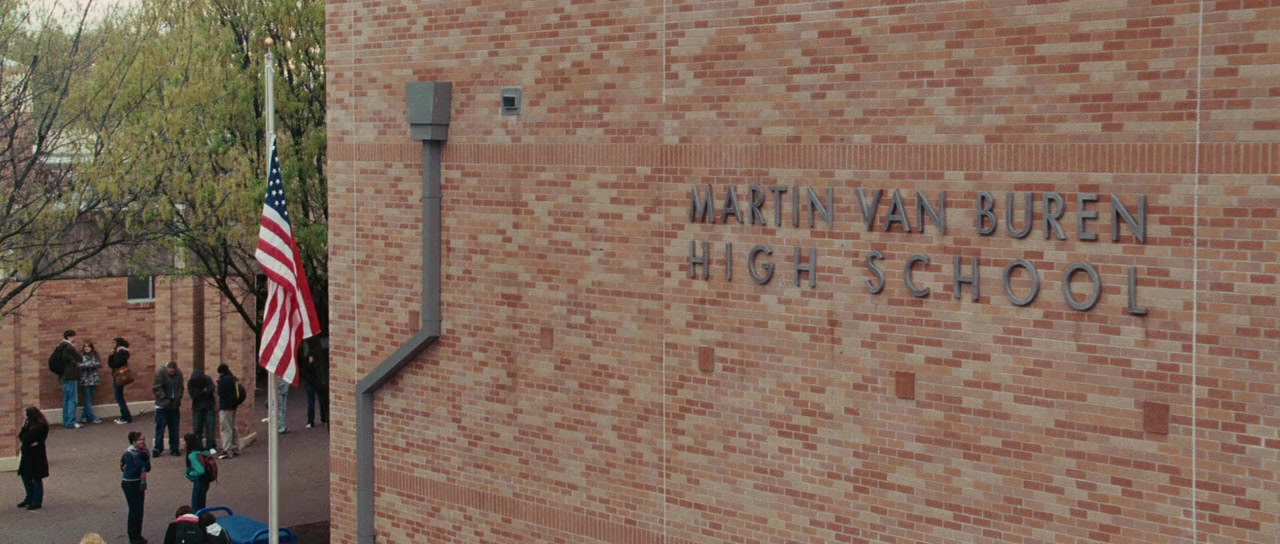 MARTIN VAN BUREN
HIGH SCHOOL